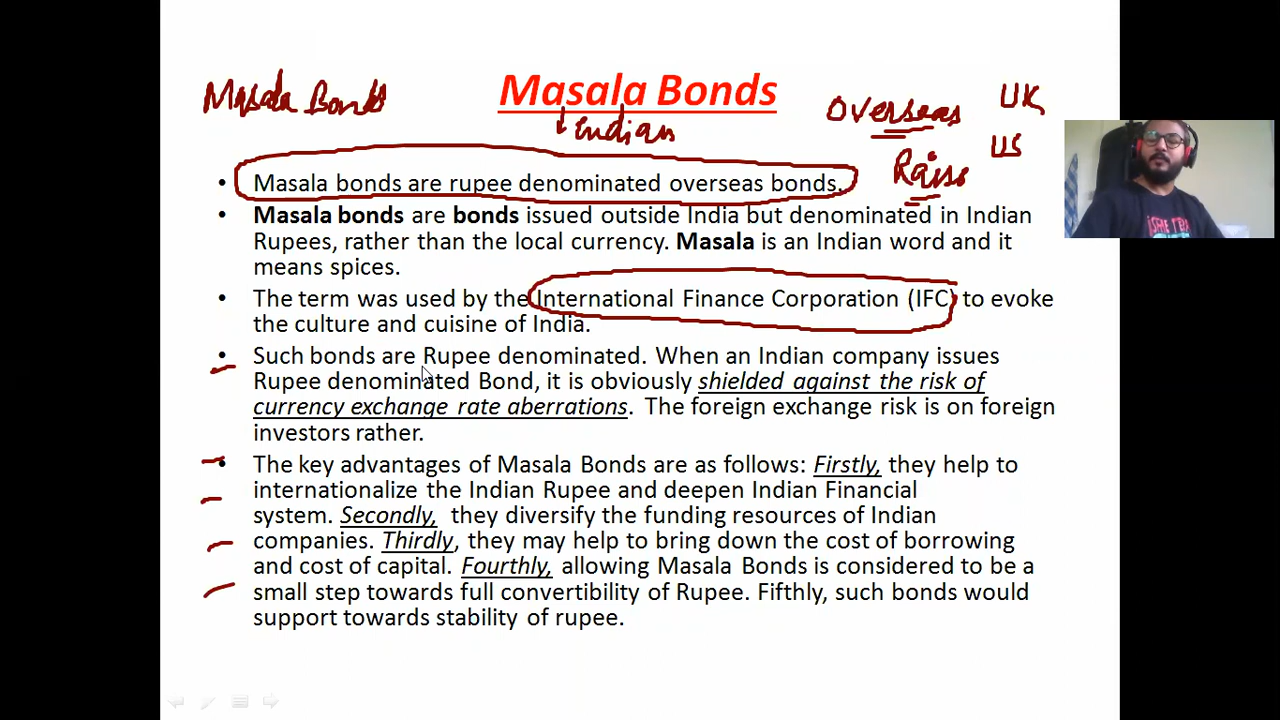 Masala Bonds
Masala Bonds
Indian
Overseas
UK
US
Raise
• Masala bonds are rupee denominated overseas bonds.
• Masala bonds are bonds issued outside India but denominated in Indian
Rupees, rather than the local currency. Masala is an Indian word and it
means spices.
• The term was used by the International Finance Corporation (IFC) to evoke
the culture and cuisine of India.
• Such bonds are Rupee denominated. When an Indian company issues
Rupee denominated Bond, it is obviously shielded against the risk of
currency exchange rate aberrations. The foreign exchange risk is on foreign
investors rather.
• The key advantages of Masala Bonds are as follows: Firstly, they help to
internationalize the Indian Rupee and deepen Indian Financial
system. Secondly, they diversify the funding resources of Indian
companies. Thirdly, they may help to bring down the cost of borrowing
and cost of capital. Fourthly, allowing Masala Bonds is considered to be a
small step towards full convertibility of Rupee. Fifthly, such bonds would
support towards stability of rupee.